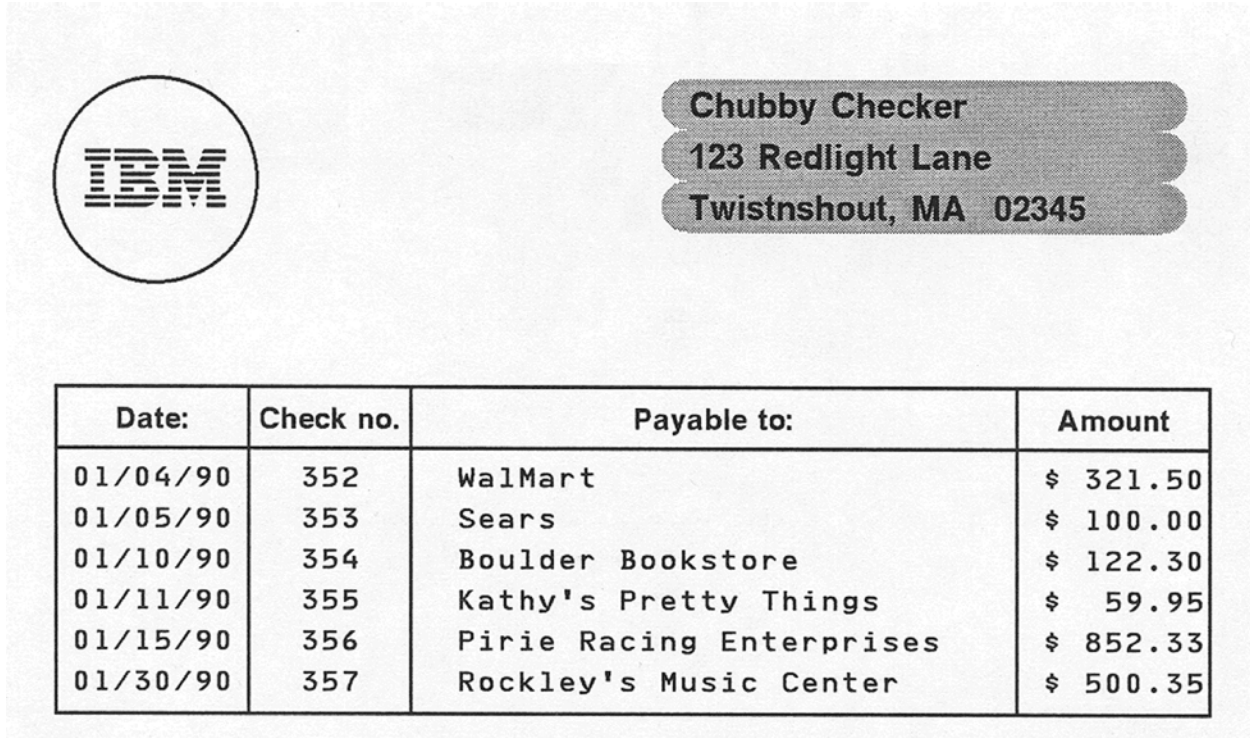 IBM
Chubby Checker
123 Redlight Lane
Twistnshout, MA 02345
Date: Check no. Payable to: Amount
01/04/90 352 WalMart $ 321.50
01/05/90 353 Sears $ 100.00
01/10/90 354 Boulder Bookstore $ 122.30
01/11/90 355 Kathy's Pretty Things $ 59.95
01/15/90 356 Pirie Racing Enterprises $ 852.33
01/30/90 357 Rockley's Music Center $ 500.35